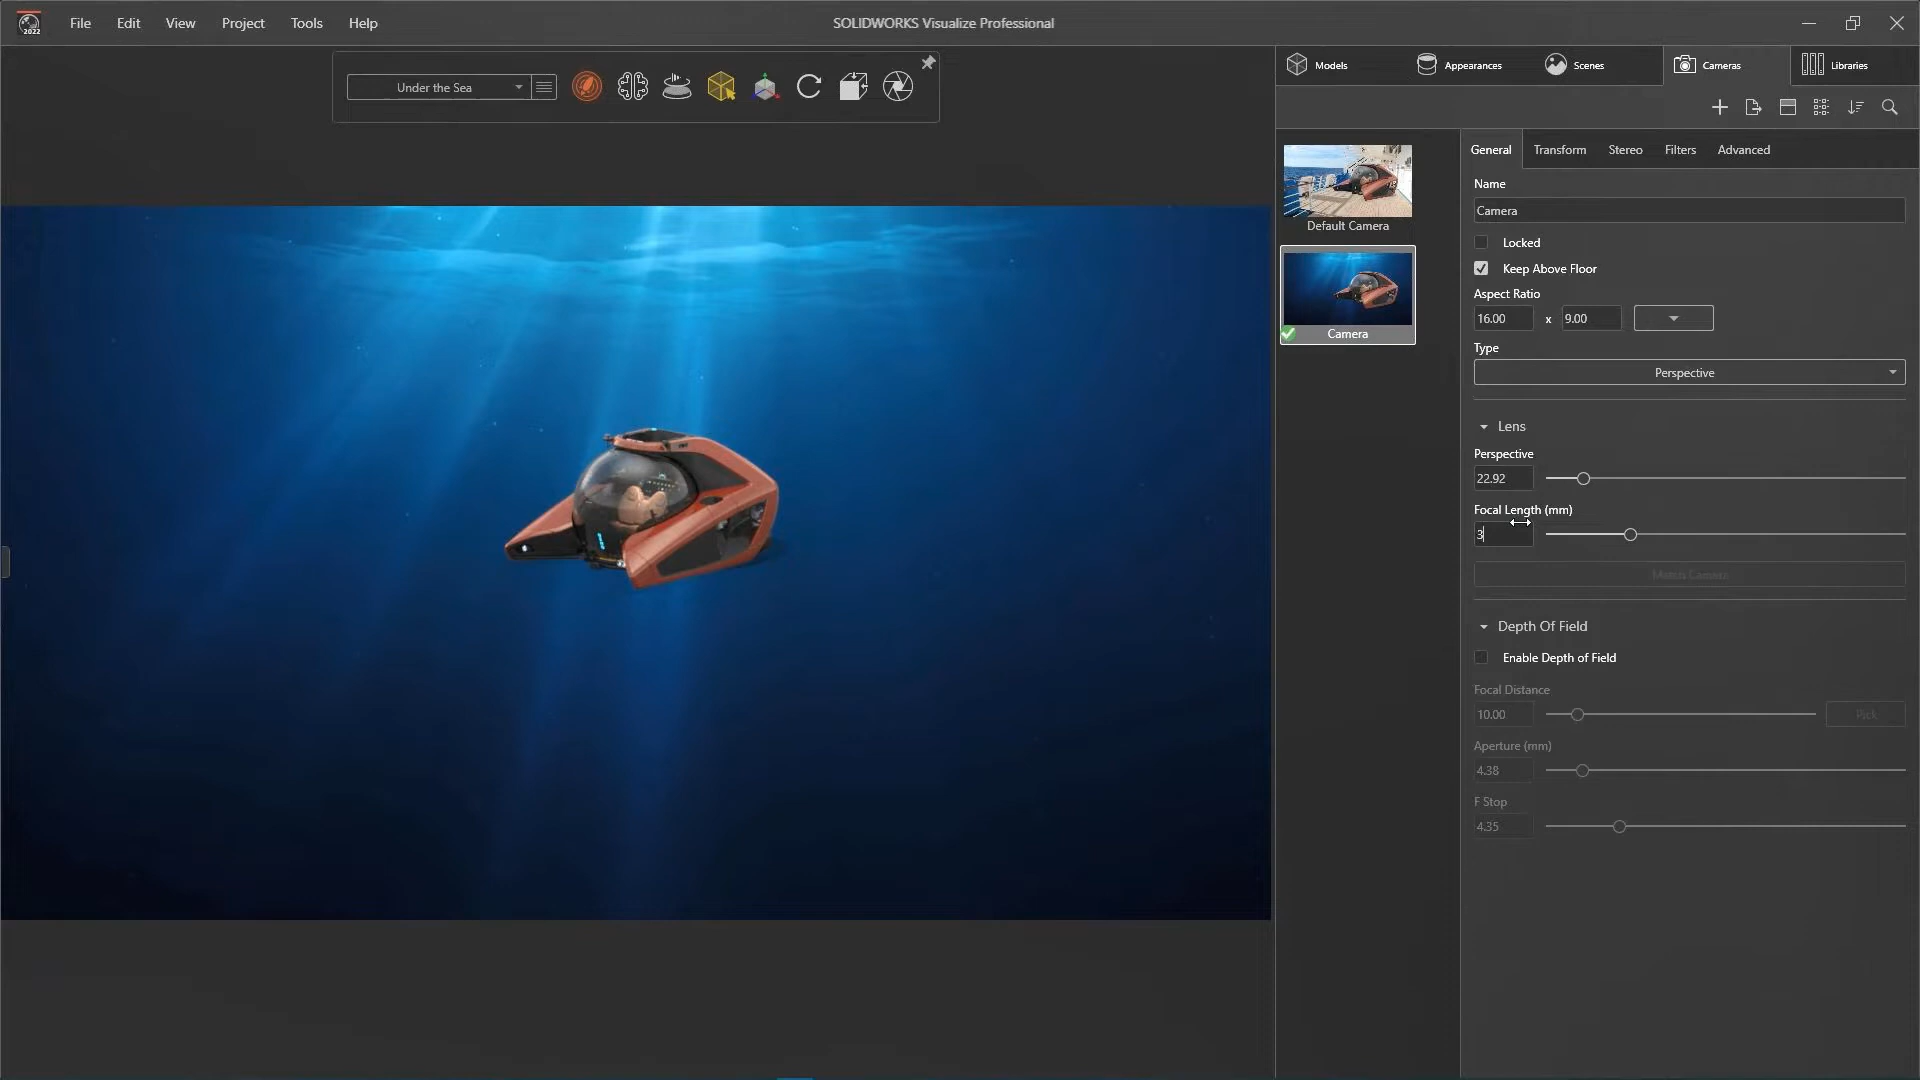 2022
File Edit View Project Tools Help
SOLIDWORKS Visualize Professional
Under the Sea
Models Appearances Scenes Cameras Libraries
Default Camera
Camera
General Transform Stereo Filters Advanced
Name
Camera
Locked
Keep Above Floor
Aspect Ratio
16.00 x 9.00
Type
Perspective
Lens
Perspective
22.92
Focal Length (mm)
3
Match Camera
Depth Of Field
Enable Depth of Field
Focal Distance
10.00 Pick
Aperture (mm)
4.38
F Stop
4.35